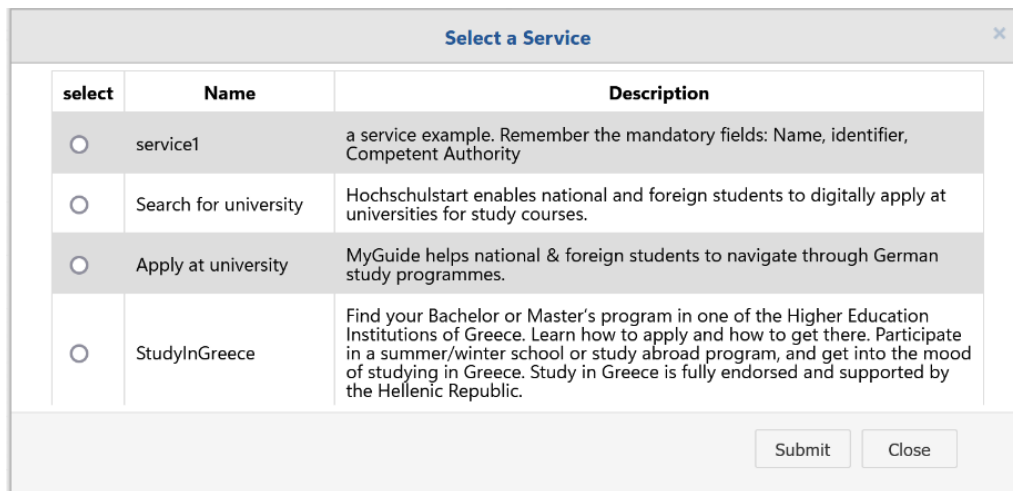 Select a Service
×
select Name Description
service1
a service example. Remember the mandatory fields: Name, identifier,
Competent Authority
Search for university
Hochschulstart enables national and foreign students to digitally apply at
universities for study courses.
Apply at university
MyGuide helps national & foreign students to navigate through German
study programmes.
StudyInGreece
Find your Bachelor or Master's program in one of the Higher Education
Institutions of Greece. Learn how to apply and how to get there. Participate
in a summer/winter school or study abroad program, and get into the mood
of studying in Greece. Study in Greece is fully endorsed and supported by
the Hellenic Republic.
Submit Close